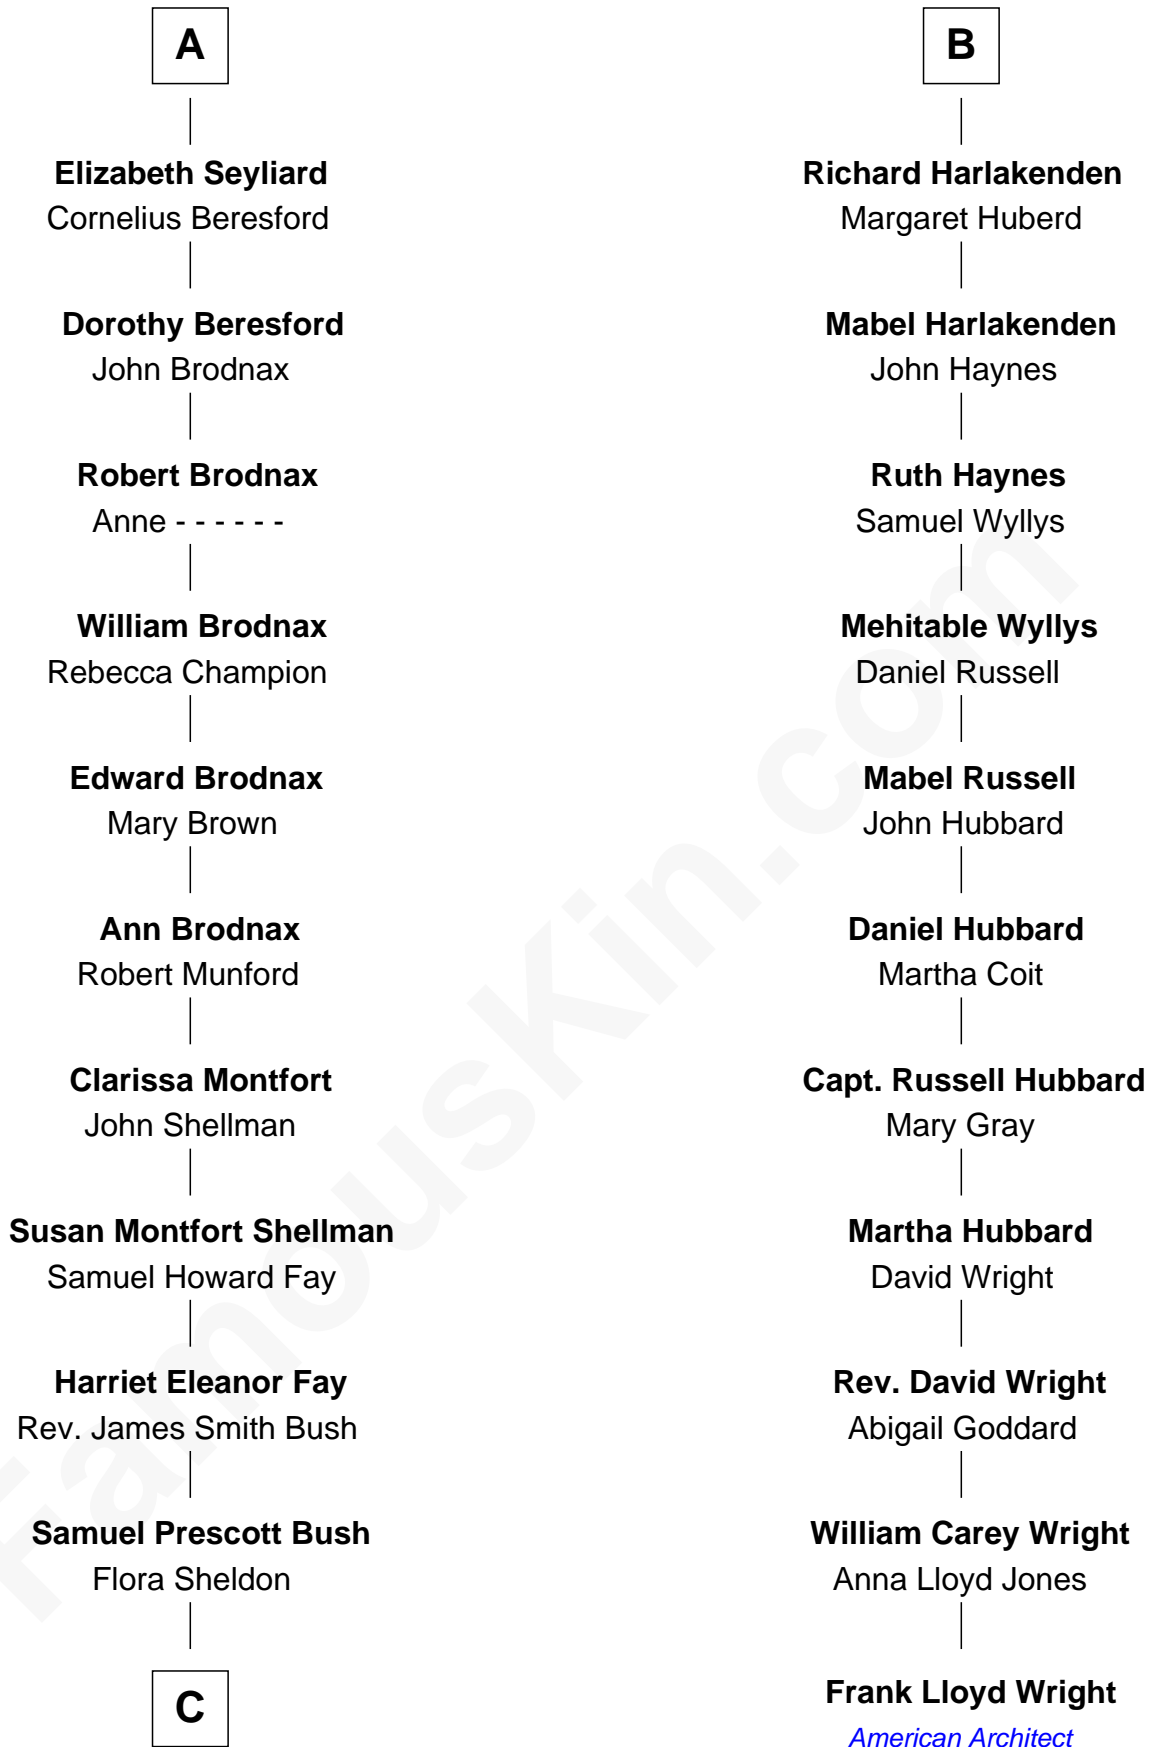 A
Elizabeth Seyliard
Cornelius Beresford
Dorothy Beresford
John Brodnax
Robert Brodnax
Anne - - - - - -
William Brodnax
Rebecca Champion
Edward Brodnax
Mary Brown
Ann Brodnax
Robert Munford
Clarissa Montfort
John Shellman
Susan Montfort Shellman
Samuel Howard Fay
Harriet Eleanor Fay
Rev. James Smith Bush
Samuel Prescott Bush
Flora Sheldon
C
B
Richard Harlakenden
Margaret Huberd
Mabel Harlakenden
John Haynes
Ruth Haynes
Samuel Wyllys
Mehitable Wyllys
Daniel Russell
Mabel Russell
John Hubbard
Daniel Hubbard
Martha Coit
Capt. Russell Hubbard
Mary Gray
Martha Hubbard
David Wright
Rev. David Wright
Abigail Goddard
William Carey Wright
Anna Lloyd Jones
Frank Lloyd Wright
American Architect
FamousKin.com